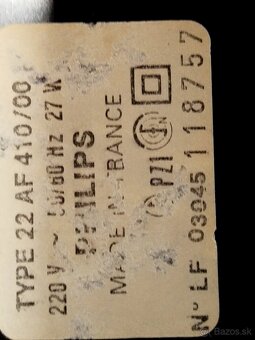 TYPE 22 AF 410/00
220 V ~ 50/60 Hz 27 W
PHILIPS
MADE IN FRANCE
PZ1
N° LF 03045 118757
bazos.sk